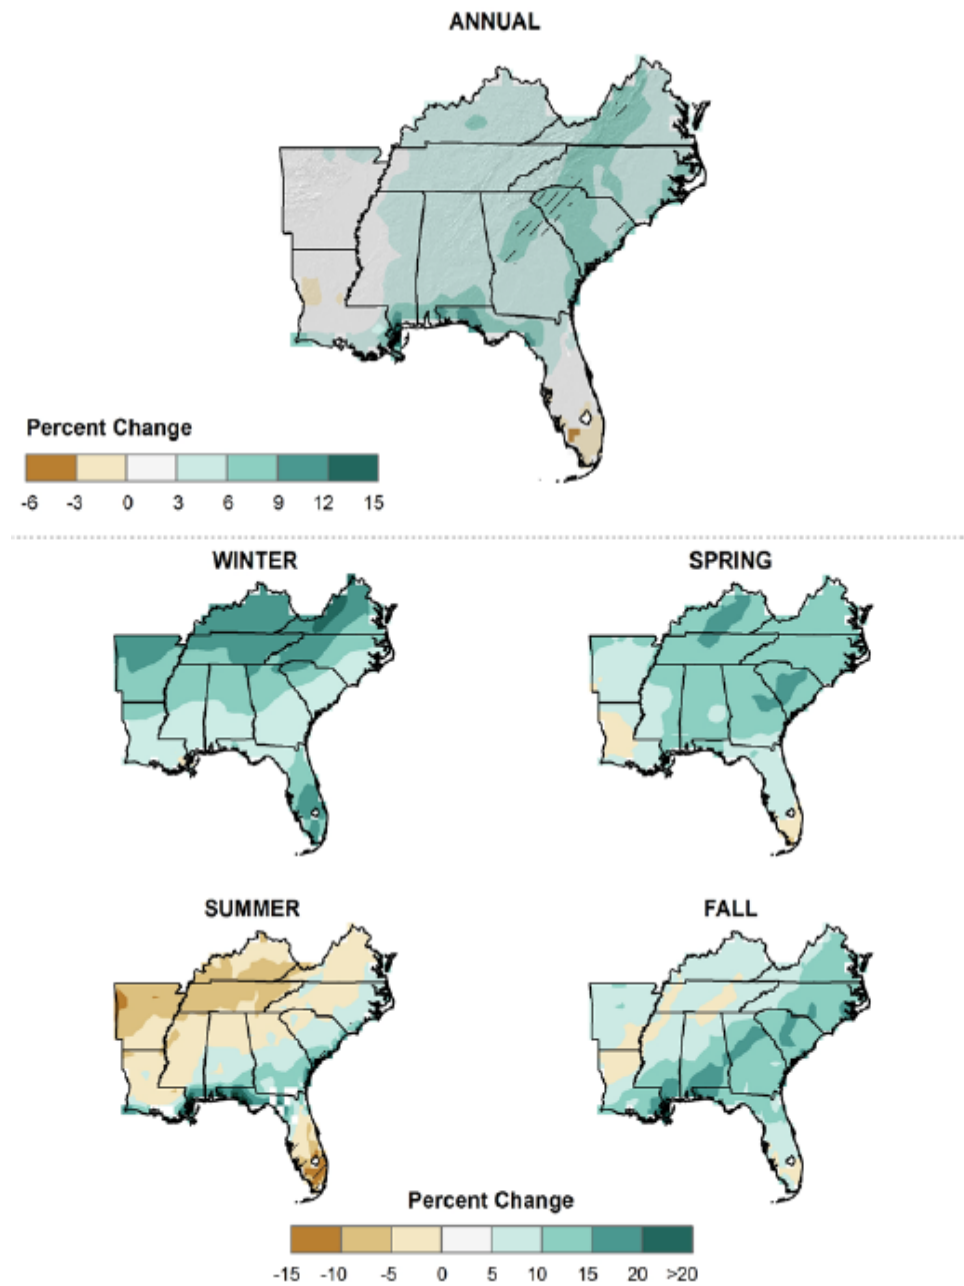 ANNUAL
Percent Change
-6 -3 0 3 6 9 12 15
WINTER SPRING
SUMMER FALL
Percent Change
-15 -10 -5 0 5 10 15 20 >20